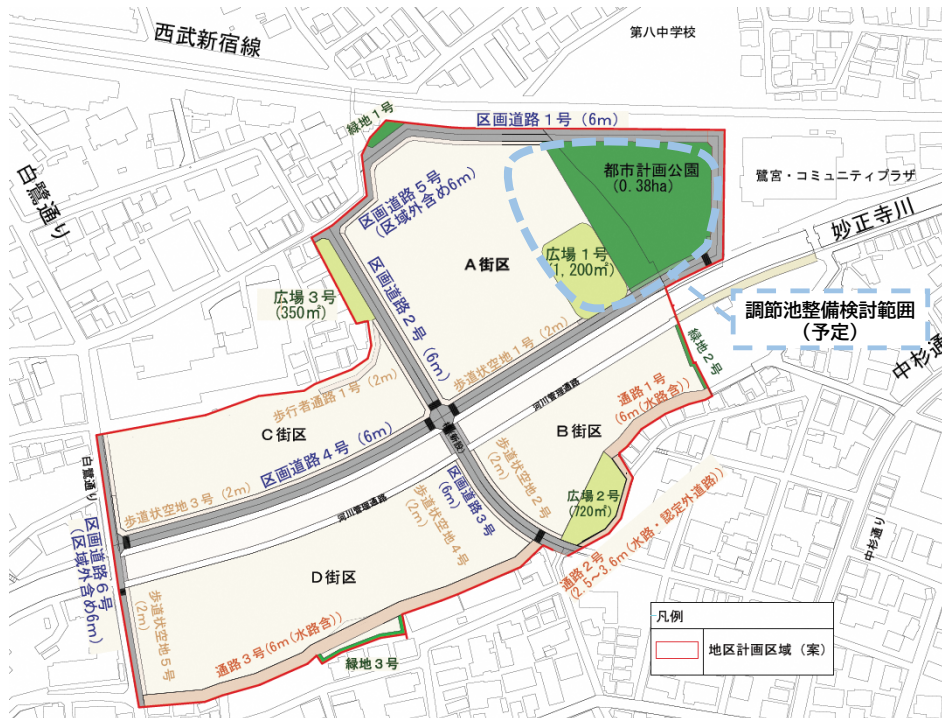 西武新宿線
第八中学校
緑地1号
区画道路1号(6m)
都市計画公園
(0.38ha)
鷺宮・コミュニティプラザ
白鷺通り
区画道路5号
(区域外含め6m)
妙正寺川
A街区
広場1号
(1,200㎡)
広場3号
(350㎡)
区画道路2号(6m)
調節池整備検討範囲
(予定)
歩道状空地1号(2m)
緑地2号
中杉通り
歩行者通路1号(2m)
河川管理通路
通路1号
(6m(水路含))
C街区
B街区
区画道路4号(6m)
白鷺通り
歩道状空地3号(2m)
河川管理通路
歩道状空地4号
(2m)
区画道路3号
(6m)
歩道状空地2号
(2m)
広場2号
(720㎡)
中杉通り
区画道路6号
(区域外含め6m)
D街区
通路2号
(2.5~3.6m(水路・認定外道路))
歩道状空地5号
(2m)
通路3号(6m(水路含))
緑地3号
凡例
地区計画区域(案)